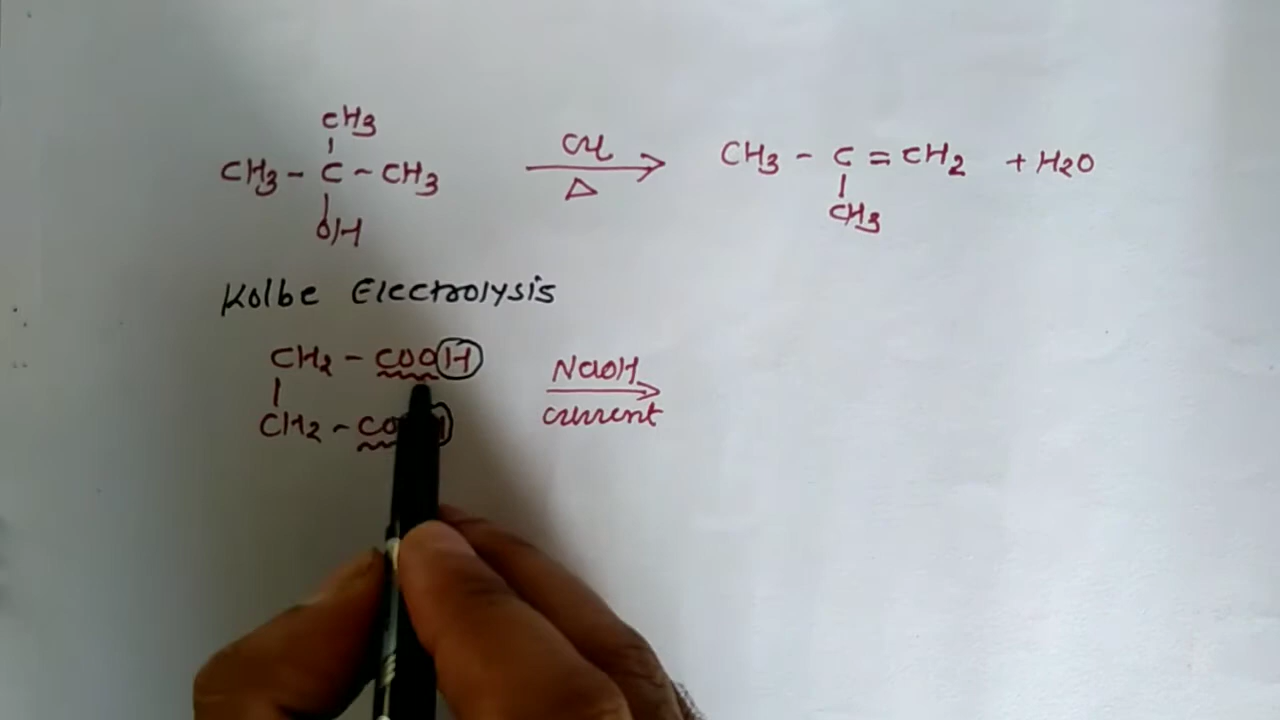 CH3
CH3 - C - CH3
OH
Cu
Δ
CH3 - C = CH2 + H2O
CH3
Kolbe Electrolysis
CH2 - COOH
CH2 - CO
NaOH
current